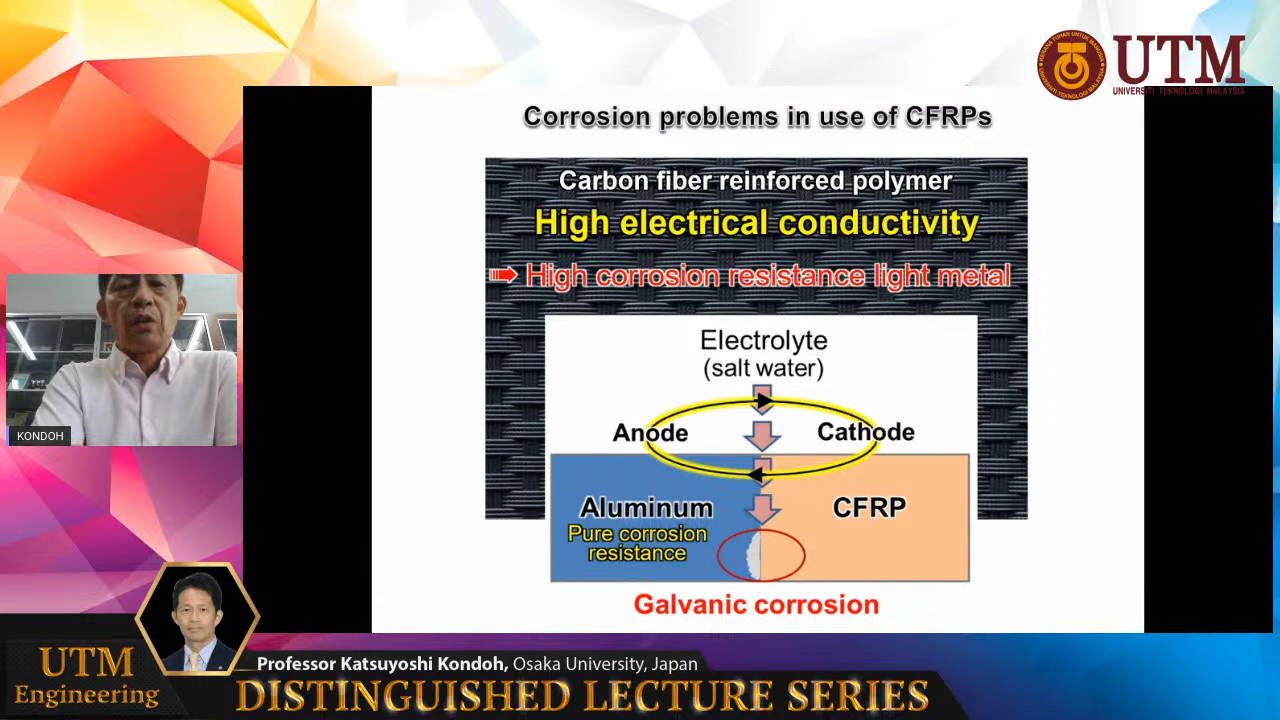 UTM
UNIVERSITI TEKNOLOGI MALAYSIA
Corrosion problems in use of CFRPs
Carbon fiber reinforced polymer
High electrical conductivity
High corrosion resistance light metal
Electrolyte
(salt water)
Anode
Cathode
Aluminum
Pure corrosion
resistance
CFRP
Galvanic corrosion
KONDOH
UTM
Engineering
Professor Katsuyoshi Kondoh, Osaka University, Japan
DISTINGUISHED LECTURE SERIES